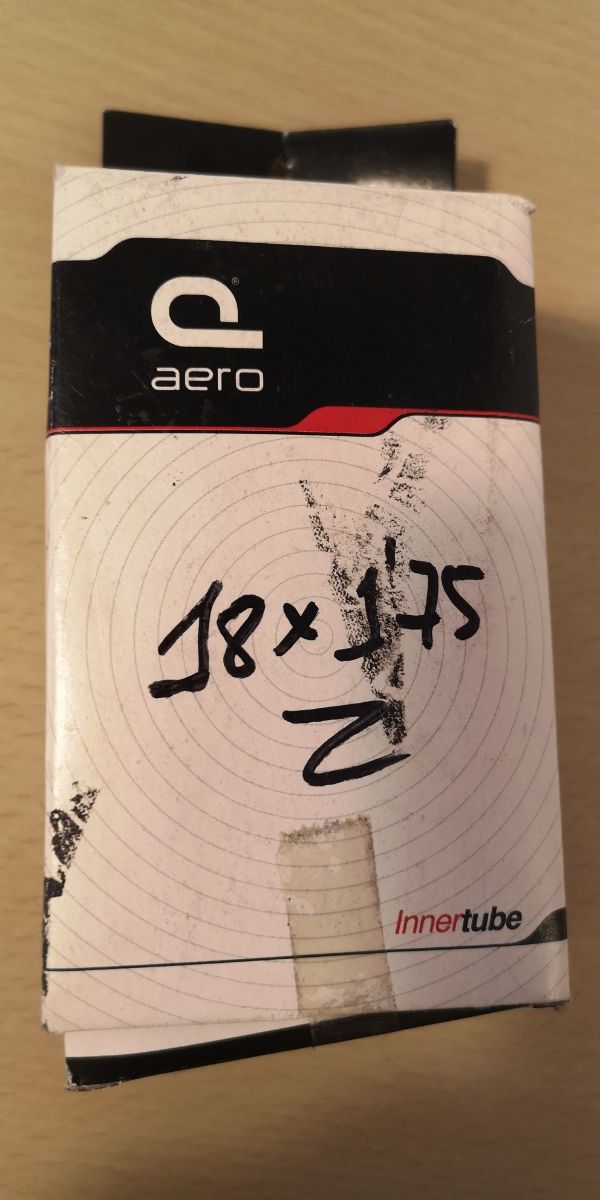 aero
18 x 1'75
Z
Innertube